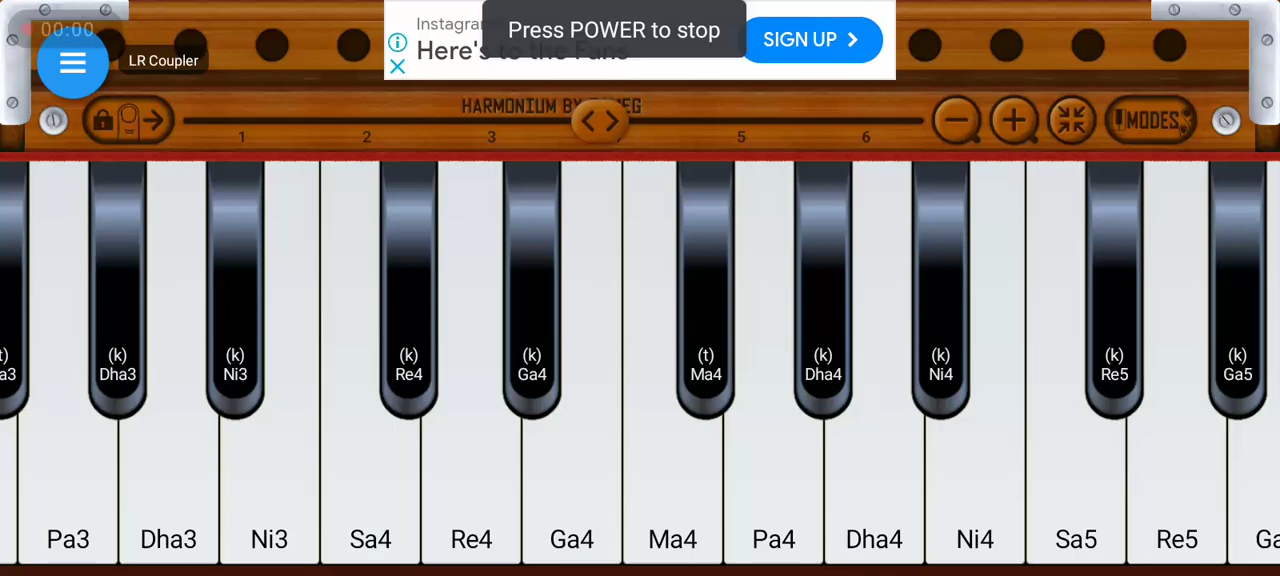 00:00
LR Coupler
Instagram
Here's to the Fans
Press POWER to stop
SIGN UP
HARMONIUM BY
1 2 3 5 6
MODES
(k) Dha3
(k) Ni3
(k) Re4
(k) Ga4
(t) Ma4
(k) Dha4
(k) Ni4
(k) Re5
(k) Ga5
Pa3 Dha3 Ni3 Sa4 Re4 Ga4 Ma4 Pa4 Dha4 Ni4 Sa5 Re5